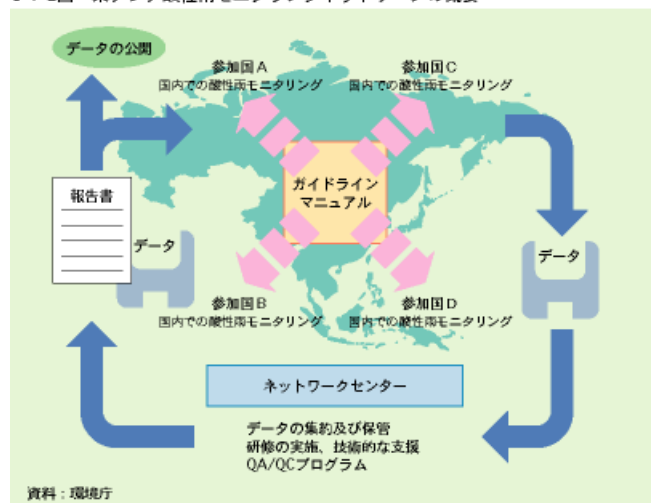 データの公開
参加国A
国内での酸性雨モニタリング
参加国C
国内での酸性雨モニタリング
ガイドライン
マニュアル
報告書
データ
データ
参加国B
国内での酸性雨モニタリング
参加国D
国内での酸性雨モニタリング
ネットワークセンター
データの集約及び保管
研修の実施、技術的な支援
QA/QCプログラム
資料：環境庁